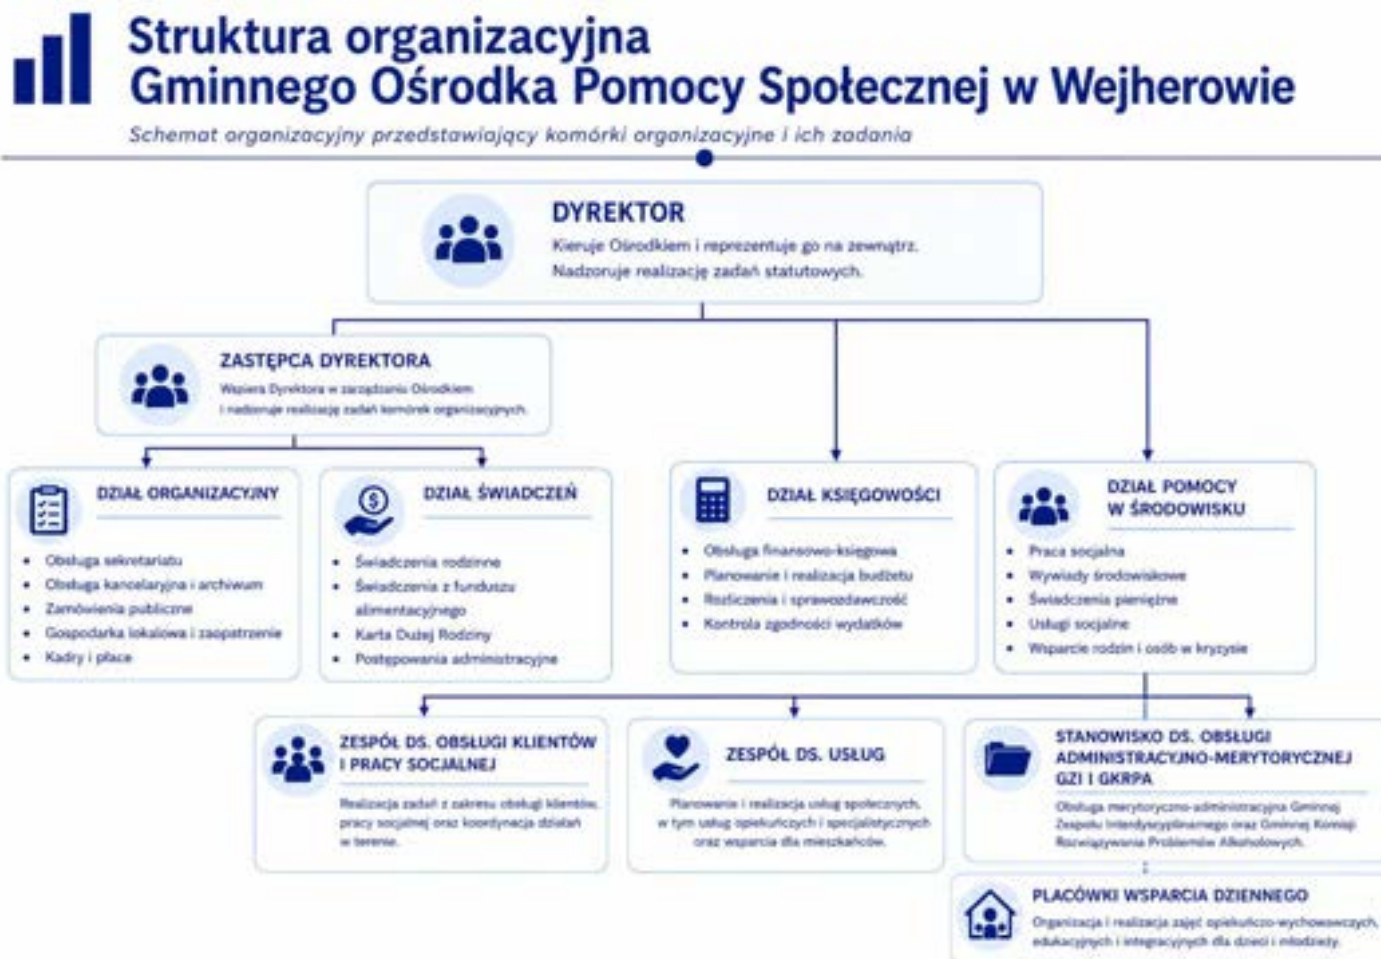 Struktura organizacyjna
Gminnego Ośrodka Pomocy Społecznej w Wejherowie
Schemat organizacyjny przedstawiający komórki organizacyjne i ich zadania
DYREKTOR
Kieruje Ośrodkiem i reprezentuje go na zewnątrz.
Nadzoruje realizację zadań statutowych.
ZASTĘPCA DYREKTORA
Wspiera Dyrektora w zarządzaniu Ośrodkiem
i nadzoruje realizację zadań komórek organizacyjnych.
DZIAŁ ORGANIZACYJNY
• Obsługa sekretariatu
• Obsługa kancelaryjna i archiwum
• Zamówienia publiczne
• Gospodarka lokalowa i zaopatrzenie
• Kadry i płace
DZIAŁ ŚWIADCZEŃ
• Świadczenia rodzinne
• Świadczenia z funduszu
alimentacyjnego
• Karta Dużej Rodziny
• Postępowania administracyjne
DZIAŁ KSIĘGOWOŚCI
• Obsługa finansowo-księgowa
• Planowanie i realizacja budżetu
• Rozliczenia i sprawozdawczość
• Kontrola zgodności wydatków
DZIAŁ POMOCY
W ŚRODOWISKU
• Praca socjalna
• Wywiady środowiskowe
• Świadczenia pieniężne
• Usługi socjalne
• Wsparcie rodzin i osób w kryzysie
ZESPÓŁ DS. OBSŁUGI KLIENTÓW
I PRACY SOCJALNEJ
Realizacja zadań z zakresu obsługi klientów,
pracy socjalnej oraz koordynacja działań
w terenie.
ZESPÓŁ DS. USŁUG
Planowanie i realizacja usług społecznych,
w tym usług opiekuńczych i specjalistycznych
oraz wsparcia dla mieszkańców.
STANOWISKO DS. OBSŁUGI
ADMINISTRACYJNO-MERYTORYCZNEJ
GZI I GKRPA
Obsługa merytoryczno-administracyjna Gminnej
Zespołu Interdyscyplinarnego oraz Gminnej Komisji
Rozwiązywania Problemów Alkoholowych.
PLACÓWKI WSPARCIA DZIENNEGO
Organizacja i realizacja zajęć opiekuńczo-wychowawczych,
edukacyjnych i integracyjnych dla dzieci i młodzieży.